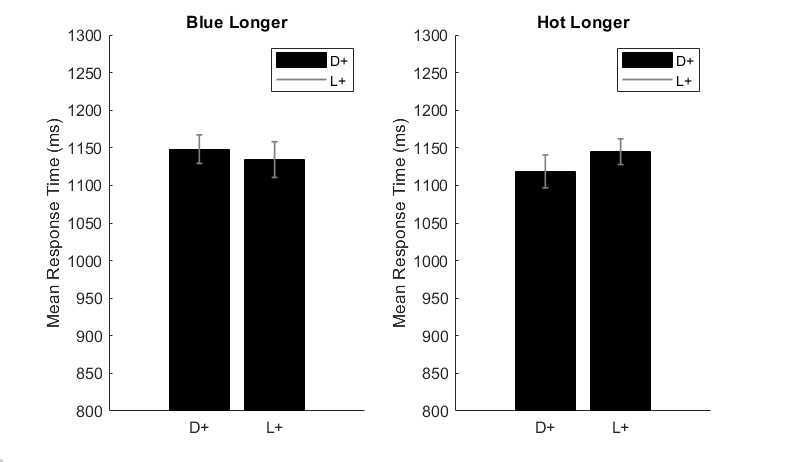 Blue Longer
Mean Response Time (ms)
1300
1250
1200
1150
1100
1050
1000
950
900
850
800
D+
L+
D+ L+
Hot Longer
Mean Response Time (ms)
1300
1250
1200
1150
1100
1050
1000
950
900
850
800
D+
L+
D+ L+